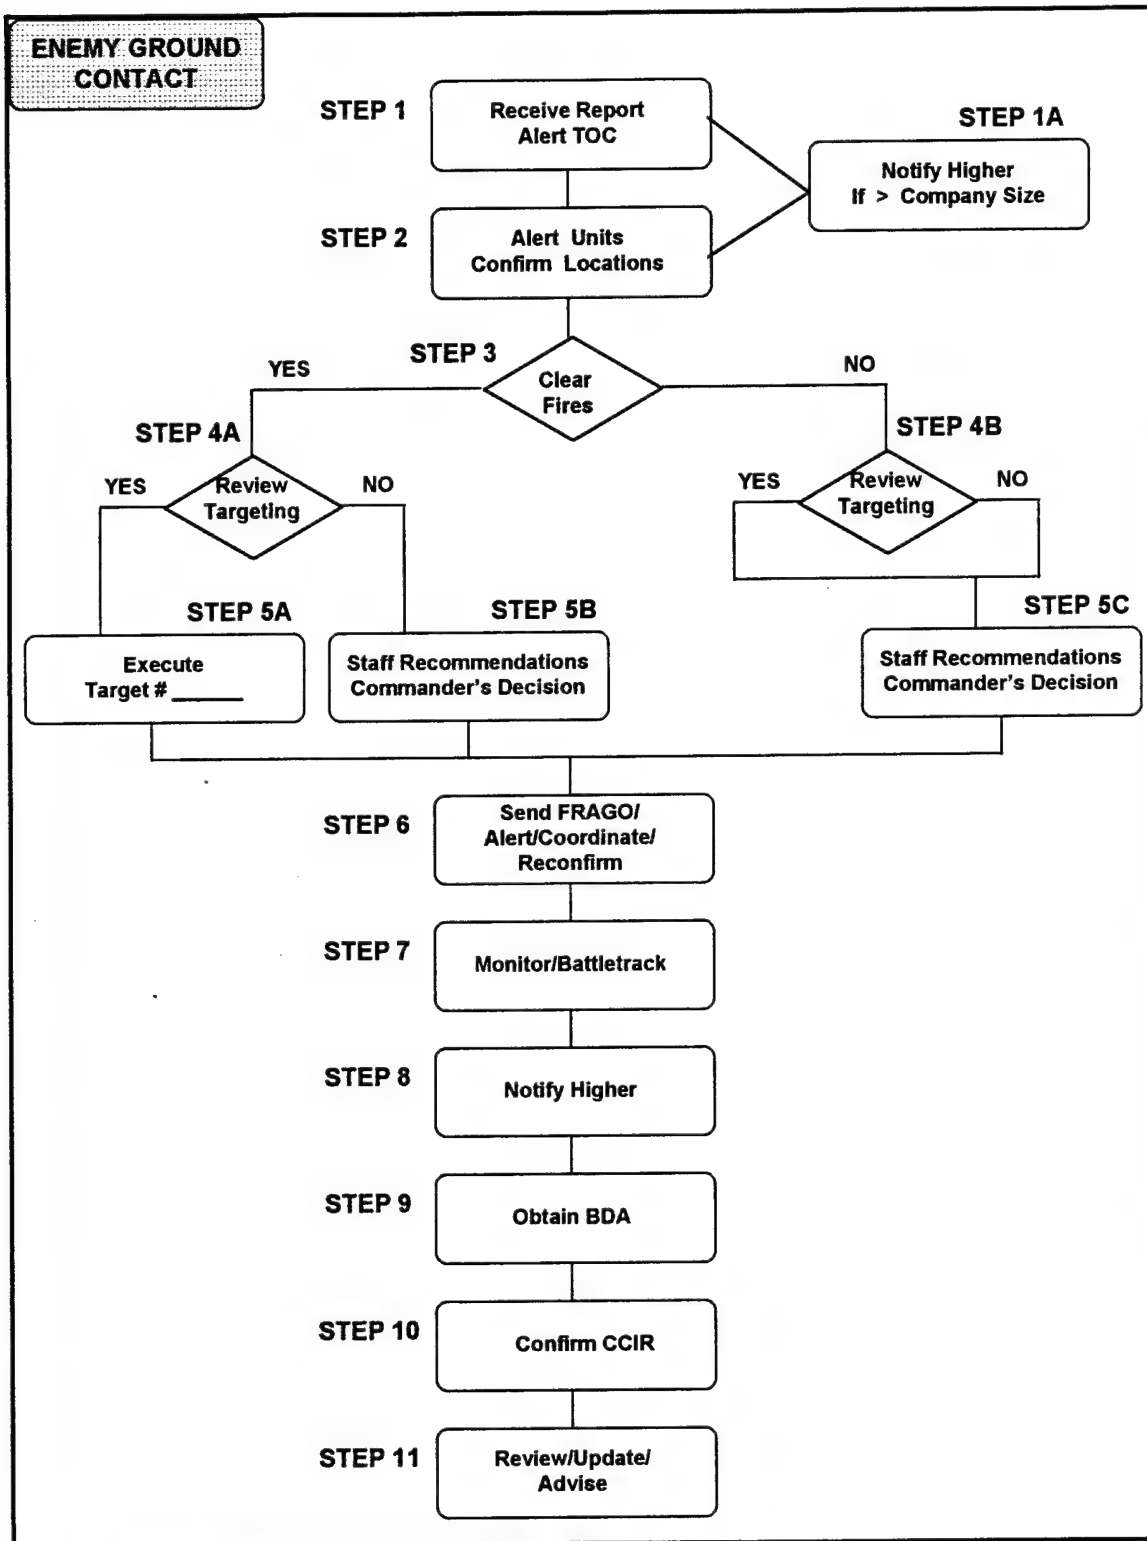 ENEMY GROUND
CONTACT
STEP 1
Receive Report
Alert TOC
STEP 1A
Notify Higher
If > Company Size
STEP 2
Alert Units
Confirm Locations
STEP 3
Clear
Fires
YES
NO
STEP 4A
Review
Targeting
YES
NO
STEP 4B
Review
Targeting
YES
NO
STEP 5A
Execute
Target # ______
STEP 5B
Staff Recommendations
Commander's Decision
STEP 5C
Staff Recommendations
Commander's Decision
STEP 6
Send FRAGO/
Alert/Coordinate/
Reconfirm
STEP 7
Monitor/Battletrack
STEP 8
Notify Higher
STEP 9
Obtain BDA
STEP 10
Confirm CCIR
STEP 11
Review/Update/
Advise